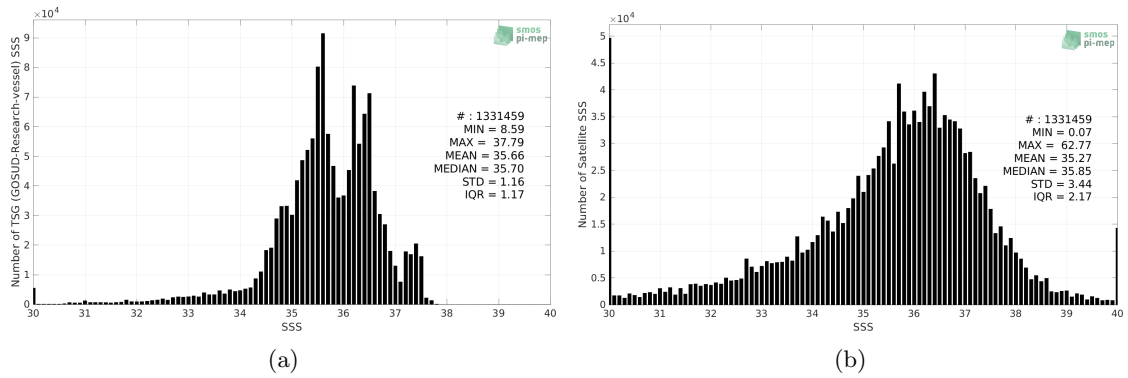 ×10⁴
9
8
7
6
5
4
3
2
1
0
Number of TSG (GOSUD-Research-vessel) SSS
30 31 32 33 34 35 36 37 38 39 40
SSS
smos
pi-mep
# : 1331459
MIN = 8.59
MAX = 37.79
MEAN = 35.66
MEDIAN = 35.70
STD = 1.16
IQR = 1.17
(a)
×10⁴
5
4.5
4
3.5
3
2.5
2
1.5
1
0.5
0
Number of Satellite SSS
30 31 32 33 34 35 36 37 38 39 40
SSS
smos
pi-mep
# : 1331459
MIN = 0.07
MAX = 62.77
MEAN = 35.27
MEDIAN = 35.85
STD = 3.44
IQR = 2.17
(b)